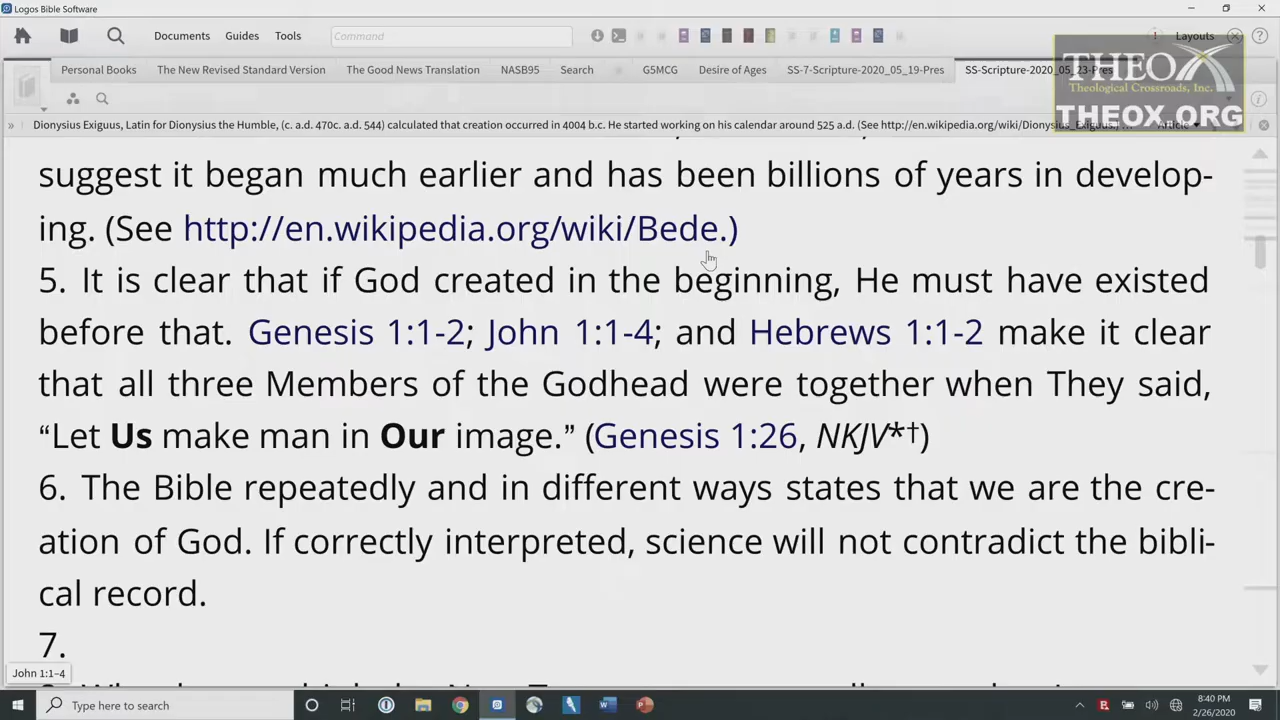 Logos Bible Software
Documents Guides Tools Command Layouts
Personal Books The New Revised Standard Version News Translation NASB95 Search G5MCG Desire of Ages SS-7-Scripture-2020_05_19-Pres SS-Scripture-2020_05_23-Pres
THEOX
Theological Crossroads, Inc.
THEOX.ORG
» Dionysius Exiguus, Latin for Dionysius the Humble, (c. a.d. 470c. a.d. 544) calculated that creation occurred in 4004 b.c. He started working on his calendar around 525 a.d. (See http://en.wikipedia.org/wiki/Dionysius_Exiguus.) Article
suggest it began much earlier and has been billions of years in develop-
ing. (See http://en.wikipedia.org/wiki/Bede.)
5. It is clear that if God created in the beginning, He must have existed
before that. Genesis 1:1-2; John 1:1-4; and Hebrews 1:1-2 make it clear
that all three Members of the Godhead were together when They said,
“Let Us make man in Our image.” (Genesis 1:26, NKJV*†)
6. The Bible repeatedly and in different ways states that we are the cre-
ation of God. If correctly interpreted, science will not contradict the bibli-
cal record.
7.
John 1:1–4
Type here to search
8:40 PM
2/26/2020